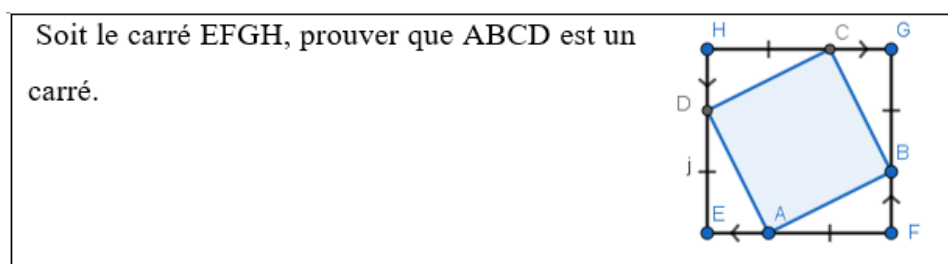 Soit le carré EFGH, prouver que ABCD est un
carré.
H
C
G
D
j
B
E
A
F